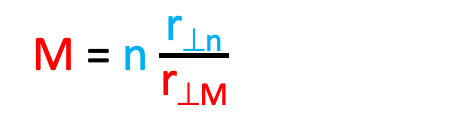 M = n r⊥n / r⊥M